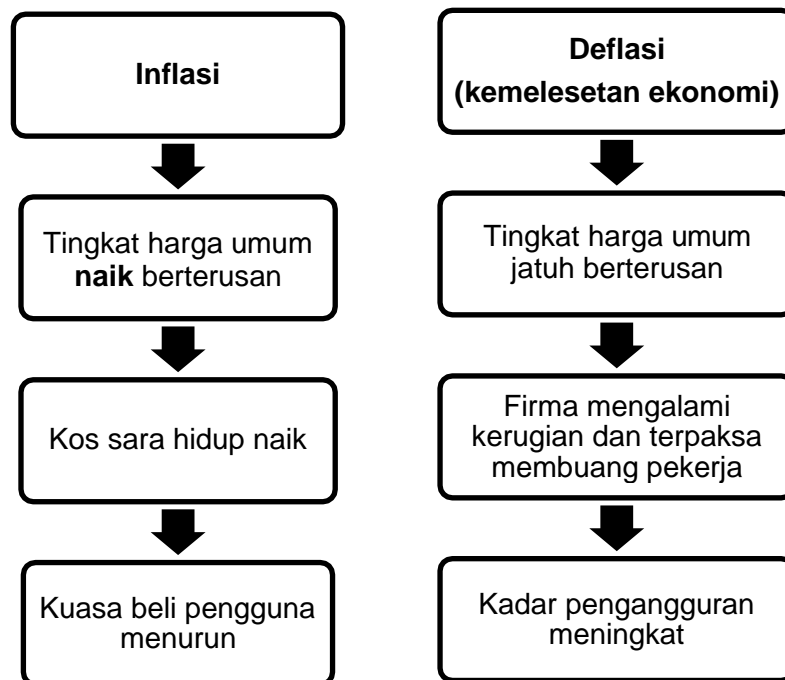 Inflasi
Tingkat harga umum
naik berterusan
Kos sara hidup naik
Kuasa beli pengguna
menurun
Deflasi
(kemelesetan ekonomi)
Tingkat harga umum
jatuh berterusan
Firma mengalami
kerugian dan terpaksa
membuang pekerja
Kadar pengangguran
meningkat